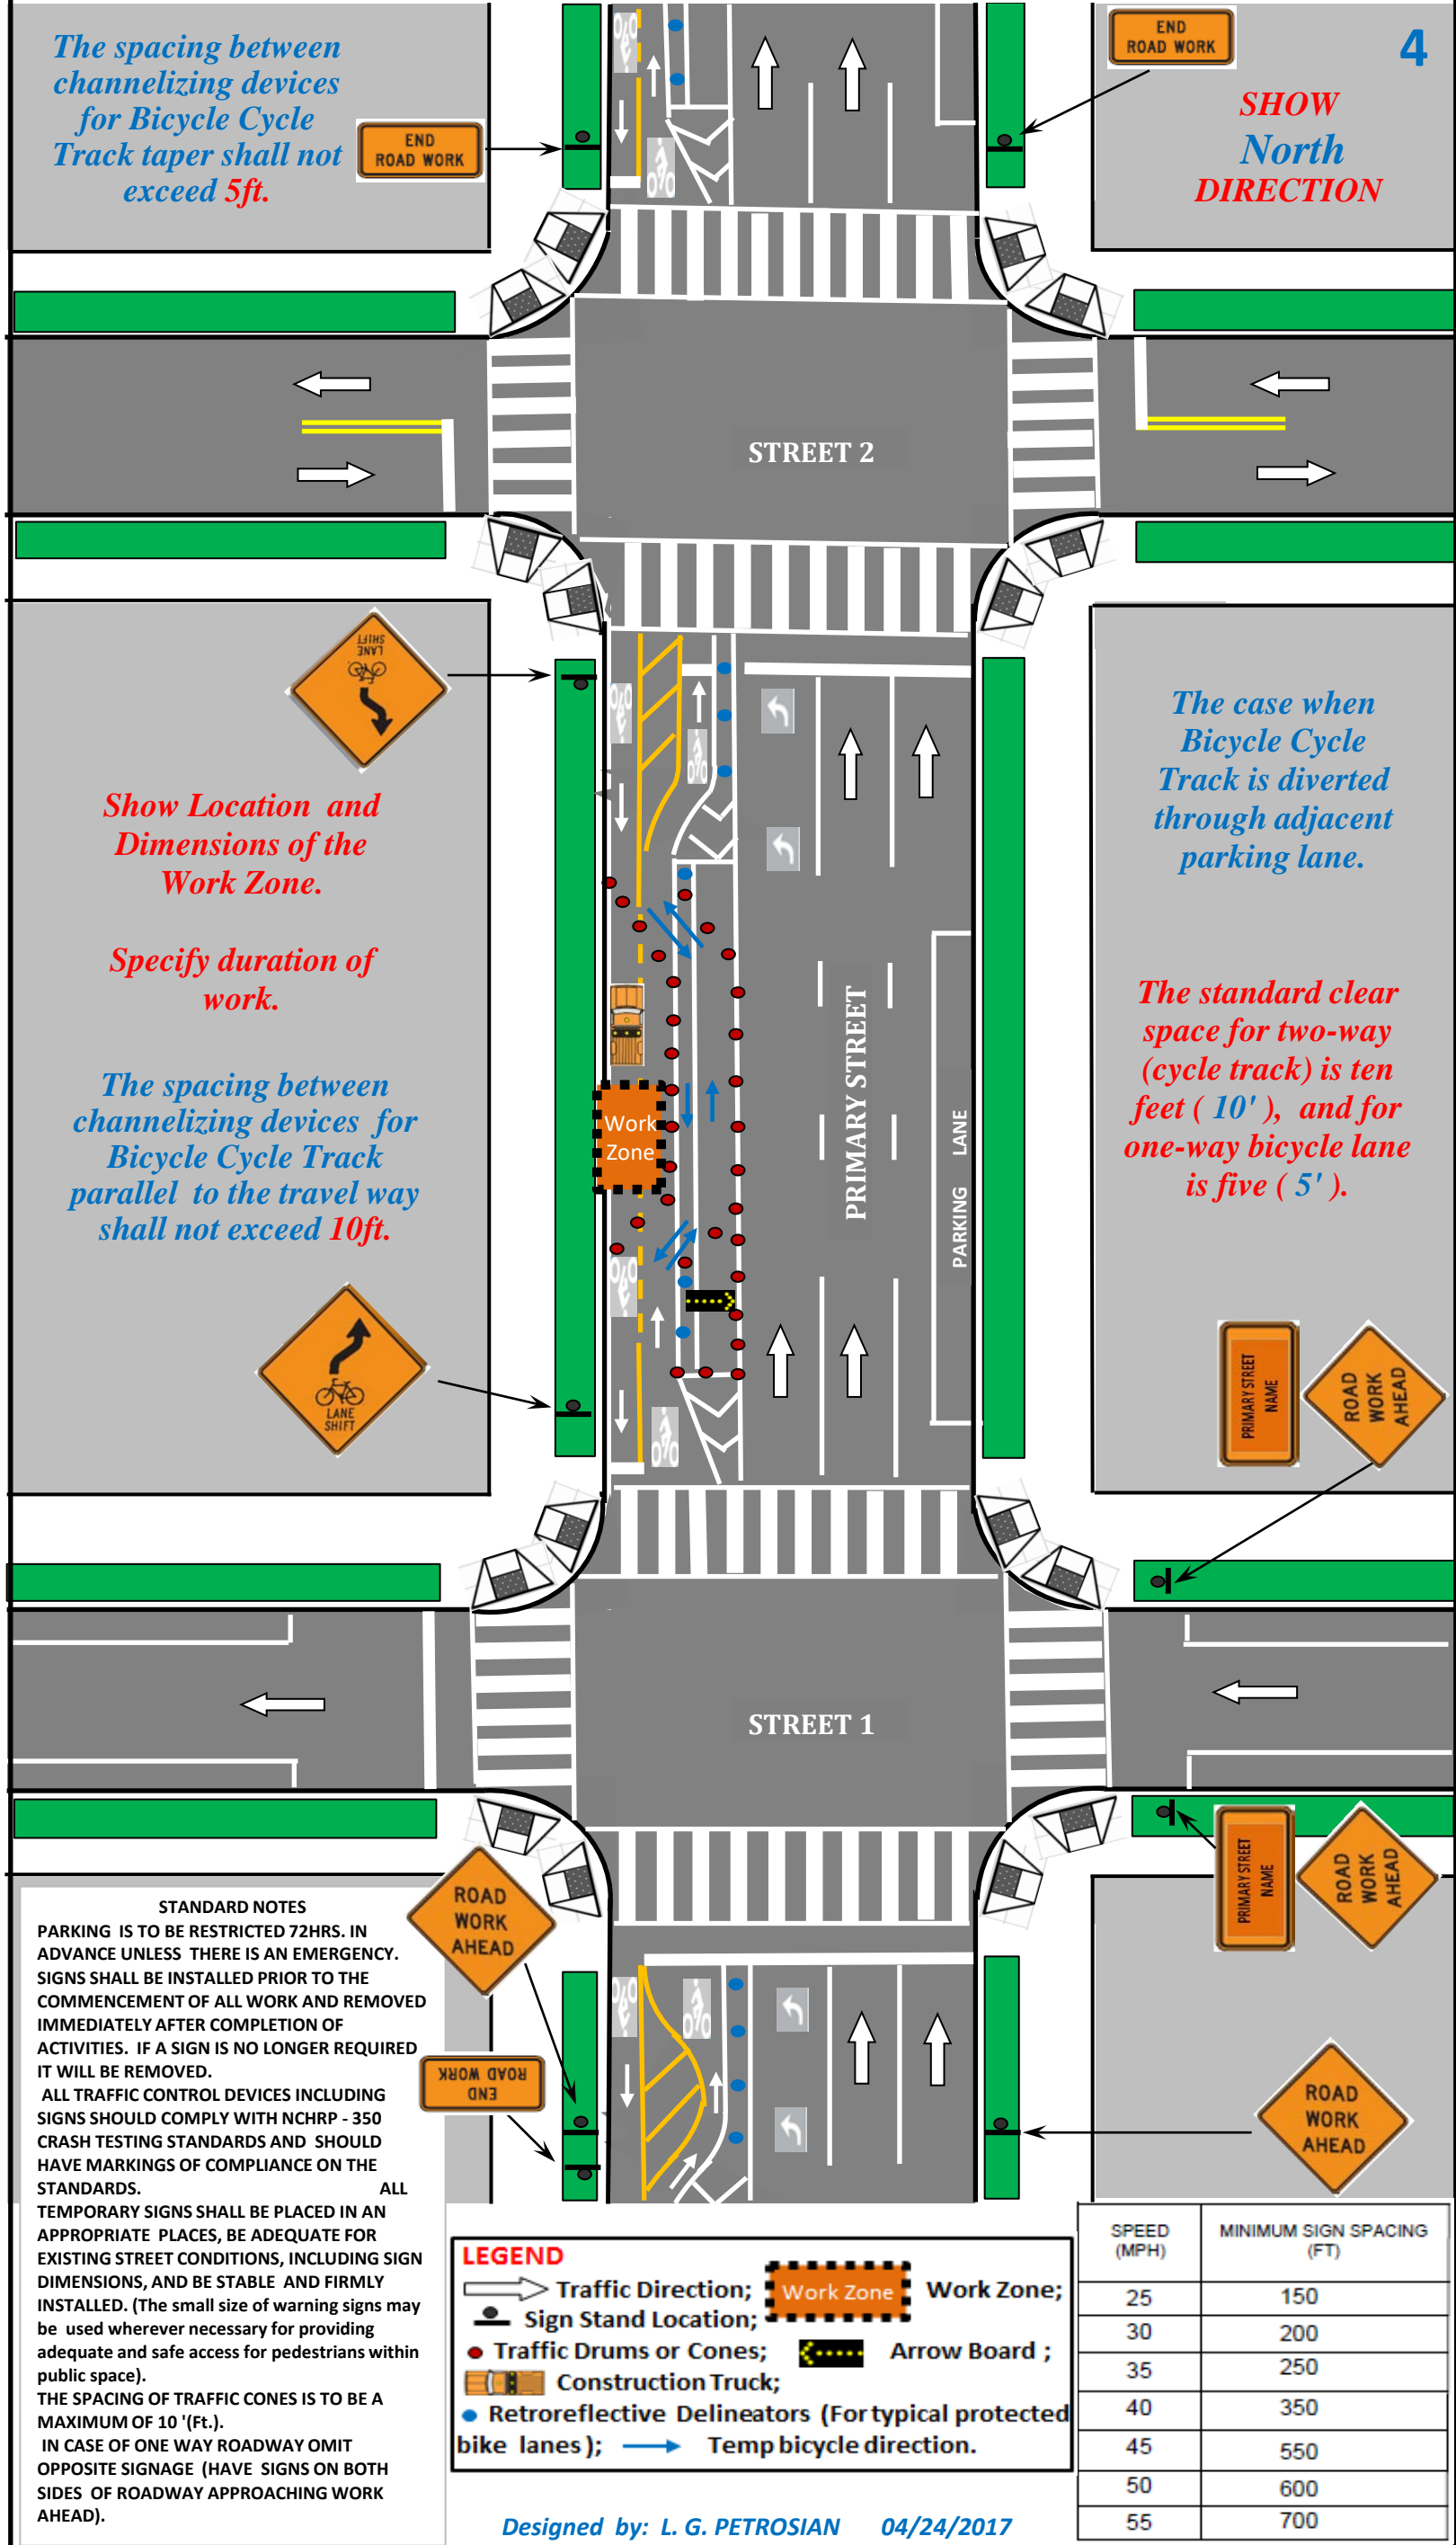 The spacing between
channelizing devices
for Bicycle Cycle
Track taper shall not
exceed 5ft.
END
ROAD WORK
END
ROAD WORK
4
SHOW
North
DIRECTION
STREET 2
LANE
SHIFT
Show Location and
Dimensions of the
Work Zone.
Specify duration of
work.
The spacing between
channelizing devices for
Bicycle Cycle Track
parallel to the travel way
shall not exceed 10ft.
LANE
SHIFT
Work
Zone
PRIMARY STREET
PARKING LANE
The case when
Bicycle Cycle
Track is diverted
through adjacent
parking lane.
The standard clear
space for two-way
(cycle track) is ten
feet ( 10' ), and for
one-way bicycle lane
is five ( 5' ).
PRIMARY STREET
NAME
ROAD
WORK
AHEAD
STREET 1
PRIMARY STREET
NAME
ROAD
WORK
AHEAD
ROAD
WORK
AHEAD
END
ROAD WORK
ROAD
WORK
AHEAD
STANDARD NOTES
PARKING IS TO BE RESTRICTED 72HRS. IN
ADVANCE UNLESS THERE IS AN EMERGENCY.
SIGNS SHALL BE INSTALLED PRIOR TO THE
COMMENCEMENT OF ALL WORK AND REMOVED
IMMEDIATELY AFTER COMPLETION OF
ACTIVITIES. IF A SIGN IS NO LONGER REQUIRED
IT WILL BE REMOVED.
ALL TRAFFIC CONTROL DEVICES INCLUDING
SIGNS SHOULD COMPLY WITH NCHRP - 350
CRASH TESTING STANDARDS AND SHOULD
HAVE MARKINGS OF COMPLIANCE ON THE
STANDARDS. ALL
TEMPORARY SIGNS SHALL BE PLACED IN AN
APPROPRIATE PLACES, BE ADEQUATE FOR
EXISTING STREET CONDITIONS, INCLUDING SIGN
DIMENSIONS, AND BE STABLE AND FIRMLY
INSTALLED. (The small size of warning signs may
be used wherever necessary for providing
adequate and safe access for pedestrians within
public space).
THE SPACING OF TRAFFIC CONES IS TO BE A
MAXIMUM OF 10 '(Ft.).
IN CASE OF ONE WAY ROADWAY OMIT
OPPOSITE SIGNAGE (HAVE SIGNS ON BOTH
SIDES OF ROADWAY APPROACHING WORK
AHEAD).
LEGEND
Traffic Direction; Work Zone Work Zone;
Sign Stand Location;
Traffic Drums or Cones; Arrow Board ;
Construction Truck;
Retroreflective Delineators (For typical protected
bike lanes ); Temp bicycle direction.
SPEED (MPH) MINIMUM SIGN SPACING (FT)
25 150
30 200
35 250
40 350
45 550
50 600
55 700
Designed by: L. G. PETROSIAN 04/24/2017